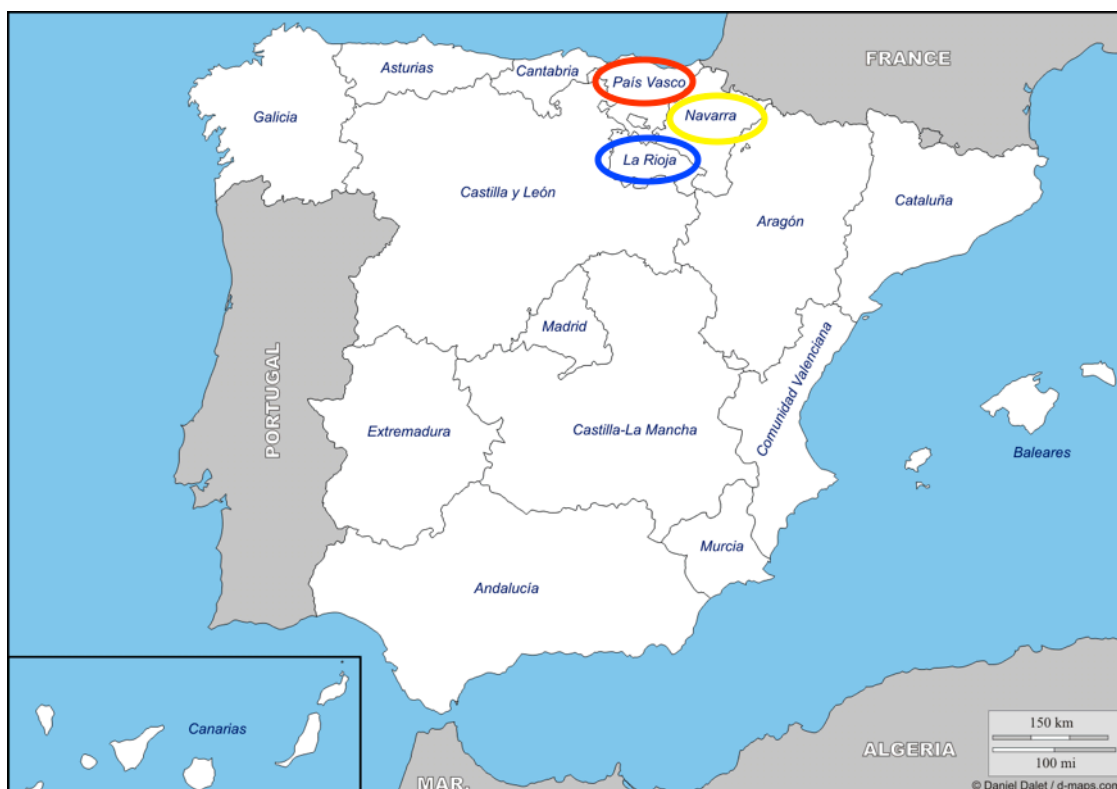 FRANCE
Asturias
Cantabria
País Vasco
Galicia
Navarra
La Rioja
Castilla y León
Cataluña
Aragón
Madrid
PORTUGAL
Comunidad Valenciana
Extremadura
Castilla-La Mancha
Baleares
Murcia
Andalucía
Canarias
150 km
100 mi
ALGERIA
MAR.
© Daniel Dalet / d-maps.com